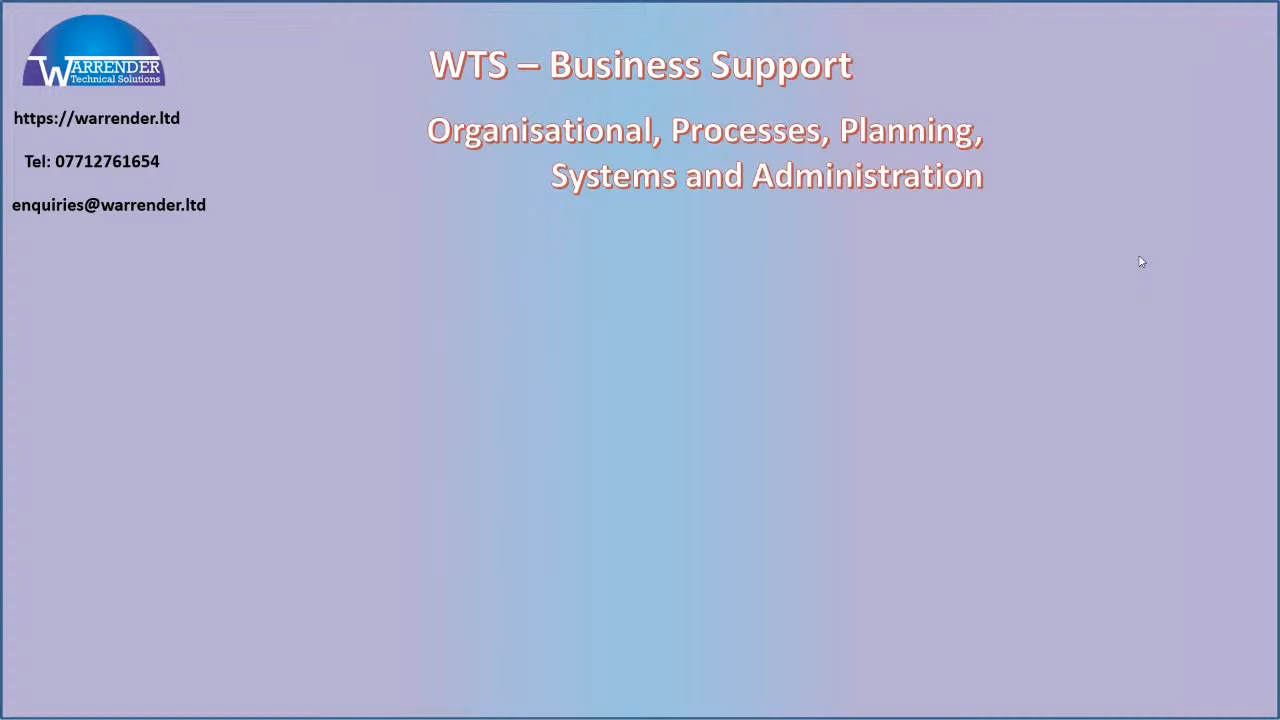 WARRENDER
Technical Solutions
https://warrender.ltd
Tel: 07712761654
enquiries@warrender.ltd
WTS – Business Support
Organisational, Processes, Planning,
Systems and Administration